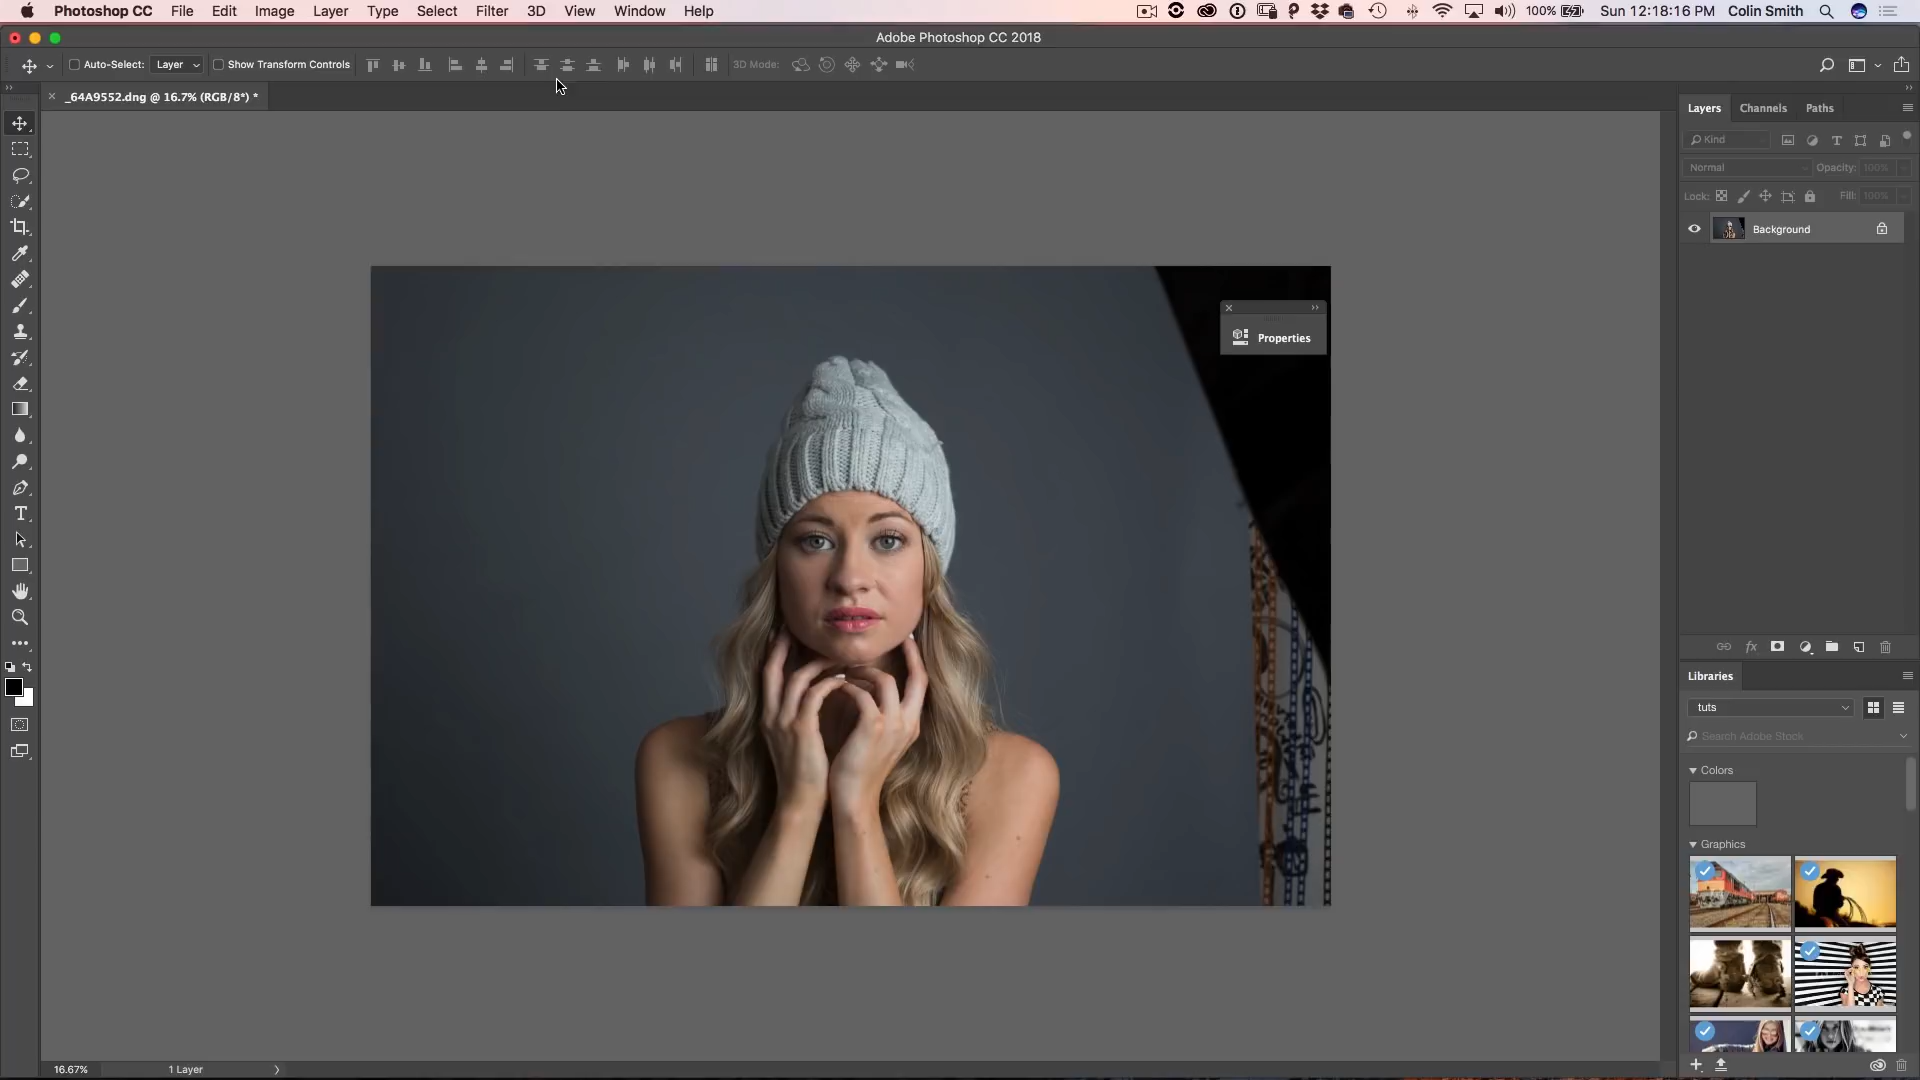 Photoshop CC File Edit Image Layer Type Select Filter 3D View Window Help 100% Sun 12:18:16 PM Colin Smith
Adobe Photoshop CC 2018
Auto-Select: Layer Show Transform Controls 3D Mode:
_64A9552.dng @ 16.7% (RGB/8*) *
Layers Channels Paths
Kind
Normal Opacity: 100%
Lock: Fill: 100%
Background
Properties
Libraries
tuts
Search Adobe Stock
Colors
Graphics
16.67% 1 Layer